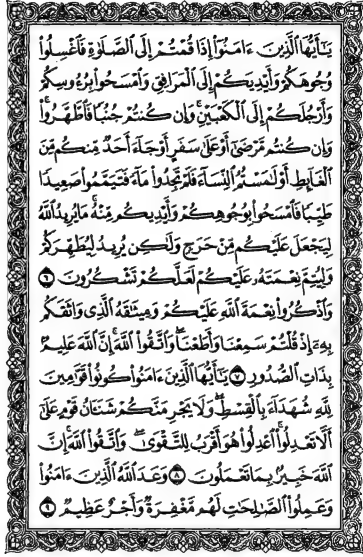 يَٰٓأَيُّهَا ٱلَّذِينَ ءَامَنُوٓا۟ إِذَا قُمْتُمْ إِلَى ٱلصَّلَوٰةِ فَٱغْسِلُوا۟
وُجُوهَكُمْ وَأَيْدِيَكُمْ إِلَى ٱلْمَرَافِقِ وَٱمْسَحُوا۟ بِرُءُوسِكُمْ
وَأَرْجُلَكُمْ إِلَى ٱلْكَعْبَيْنِ ۚ وَإِن كُنتُمْ جُنُبًا فَٱطَّهَّرُوا۟ ۚ
وَإِن كُنتُم مَّرْضَىٰٓ أَوْ عَلَىٰ سَفَرٍ أَوْ جَآءَ أَحَدٌ مِّنكُم مِّنَ
ٱلْغَآئِطِ أَوْ لَٰمَسْتُمُ ٱلنِّسَآءَ فَلَمْ تَجِدُوا۟ مَآءً فَتَيَمَّمُوا۟ صَعِيدًا
طَيِّبًا فَٱمْسَحُوا۟ بِوُجُوهِكُمْ وَأَيْدِيكُم مِّنْهُ ۚ مَا يُرِيدُ ٱللَّهُ
لِيَجْعَلَ عَلَيْكُم مِّنْ حَرَجٍ وَلَٰكِن يُرِيدُ لِيُطَهِّرَكُمْ
وَلِيُتِمَّ نِعْمَتَهُۥ عَلَيْكُمْ لَعَلَّكُمْ تَشْكُرُونَ ٦
وَٱذْكُرُوا۟ نِعْمَةَ ٱللَّهِ عَلَيْكُمْ وَمِيثَٰقَهُ ٱلَّذِى وَاثَقَكُم
بِهِۦٓ إِذْ قُلْتُمْ سَمِعْنَا وَأَطَعْنَا ۖ وَٱتَّقُوا۟ ٱللَّهَ ۚ إِنَّ ٱللَّهَ عَلِيمٌۢ
بِذَاتِ ٱلصُّدُورِ ٧ يَٰٓأَيُّهَا ٱلَّذِينَ ءَامَنُوا۟ كُونُوا۟ قَوَّٰمِينَ
لِلَّهِ شُهَدَآءَ بِٱلْقِسْطِ ۖ وَلَا يَجْرِمَنَّكُمْ شَنَـَٔانُ قَوْمٍ عَلَىٰٓ
أَلَّا تَعْدِلُوا۟ ۚ ٱعْدِلُوا۟ هُوَ أَقْرَبُ لِلتَّقْوَىٰ ۖ وَٱتَّقُوا۟ ٱللَّهَ ۚ إِنَّ
ٱللَّهَ خَبِيرٌۢ بِمَا تَعْمَلُونَ ٨ وَعَدَ ٱللَّهُ ٱلَّذِينَ ءَامَنُوا۟
وَعَمِلُوا۟ ٱلصَّٰلِحَٰتِ ۙ لَهُم مَّغْفِرَةٌ وَأَجْرٌ عَظِيمٌ ٩